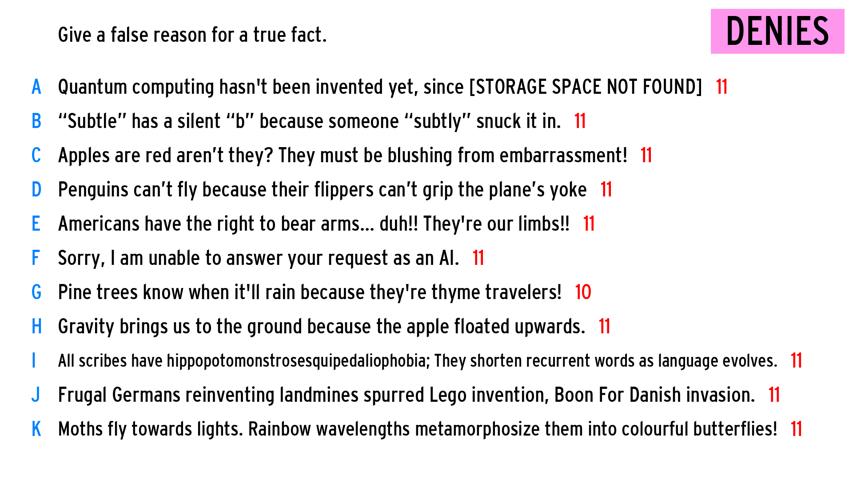 Give a false reason for a true fact.
DENIES
A Quantum computing hasn't been invented yet, since [STORAGE SPACE NOT FOUND] 11
B “Subtle” has a silent “b” because someone “subtly” snuck it in. 11
C Apples are red aren’t they? They must be blushing from embarrassment! 11
D Penguins can’t fly because their flippers can’t grip the plane’s yoke 11
E Americans have the right to bear arms... duh!! They're our limbs!! 11
F Sorry, I am unable to answer your request as an AI. 11
G Pine trees know when it'll rain because they're thyme travelers! 10
H Gravity brings us to the ground because the apple floated upwards. 11
I All scribes have hippopotomonstrosesquipedaliophobia; They shorten recurrent words as language evolves. 11
J Frugal Germans reinventing landmines spurred Lego invention, Boon For Danish invasion. 11
K Moths fly towards lights. Rainbow wavelengths metamorphosize them into colourful butterflies! 11